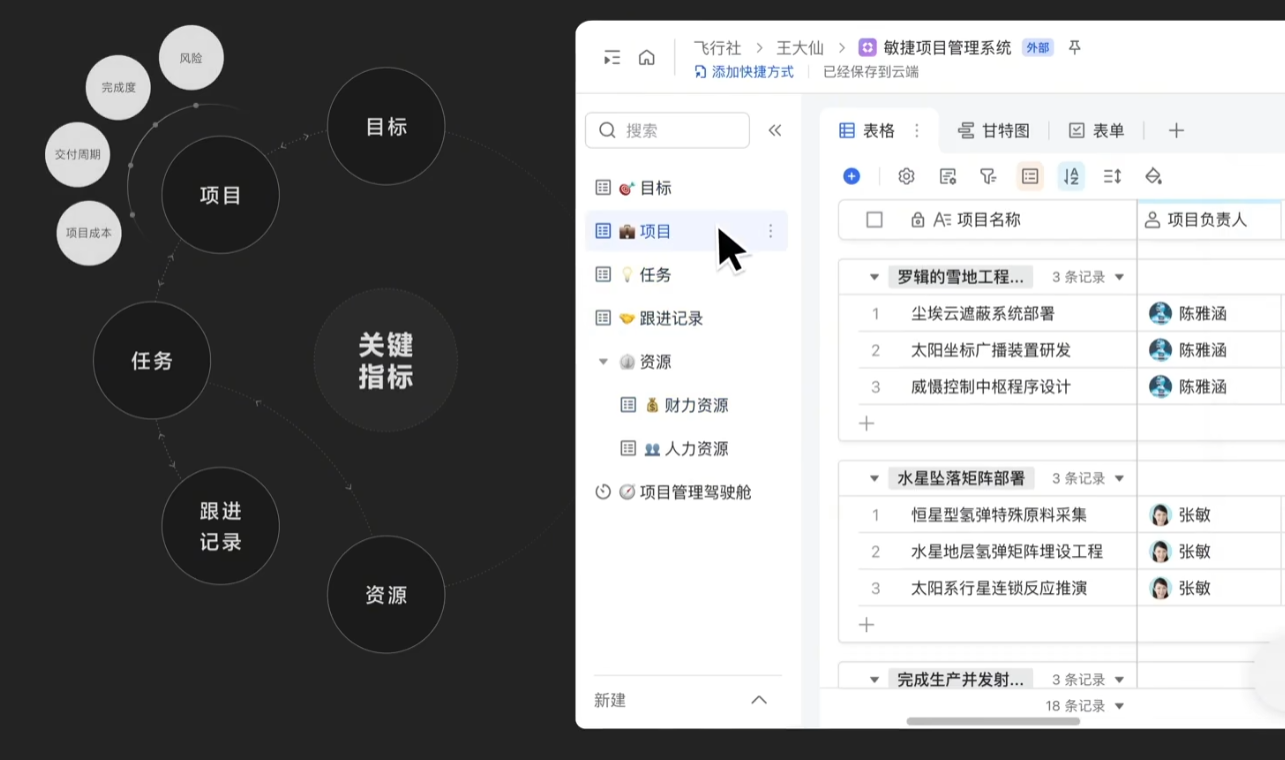 风险
完成度
交付周期
项目成本
项目
目标
任务
关键
指标
跟进
记录
资源
飞行社 > 王大仙 > 敏捷项目管理系统 外部
添加快捷方式 已经保存到云端
搜索
目标
项目
任务
跟进记录
资源
财力资源
人力资源
项目管理驾驶舱
新建
表格 甘特图 表单
项目名称 项目负责人
罗辑的雪地工程... 3 条记录
1 尘埃云遮蔽系统部署 陈雅涵
2 太阳坐标广播装置研发 陈雅涵
3 威慑控制中枢程序设计 陈雅涵
水星坠落矩阵部署 3 条记录
1 恒星型氢弹特殊原料采集 张敏
2 水星地层氢弹矩阵埋设工程 张敏
3 太阳系行星连锁反应推演 张敏
完成生产并发射... 3 条记录
18 条记录